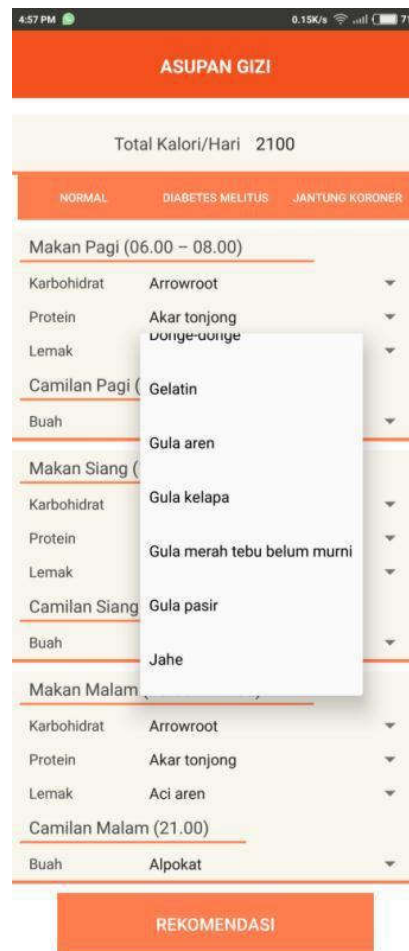 4:57 PM 0.15K/s
ASUPAN GIZI
Total Kalori/Hari 2100
NORMAL DIABETES MELITUS JANTUNG KORONER
Makan Pagi (06.00 – 08.00)
Karbohidrat Arrowroot
Protein Akar tonjong
Donge-donge
Lemak
Camilan Pagi (
Gelatin
Buah
Gula aren
Makan Siang (
Karbohidrat Gula kelapa
Protein
Gula merah tebu belum murni
Lemak
Camilan Siang Gula pasir
Buah
Jahe
Makan Malam
Karbohidrat Arrowroot
Protein Akar tonjong
Lemak Aci aren
Camilan Malam (21.00)
Buah Alpokat
REKOMENDASI